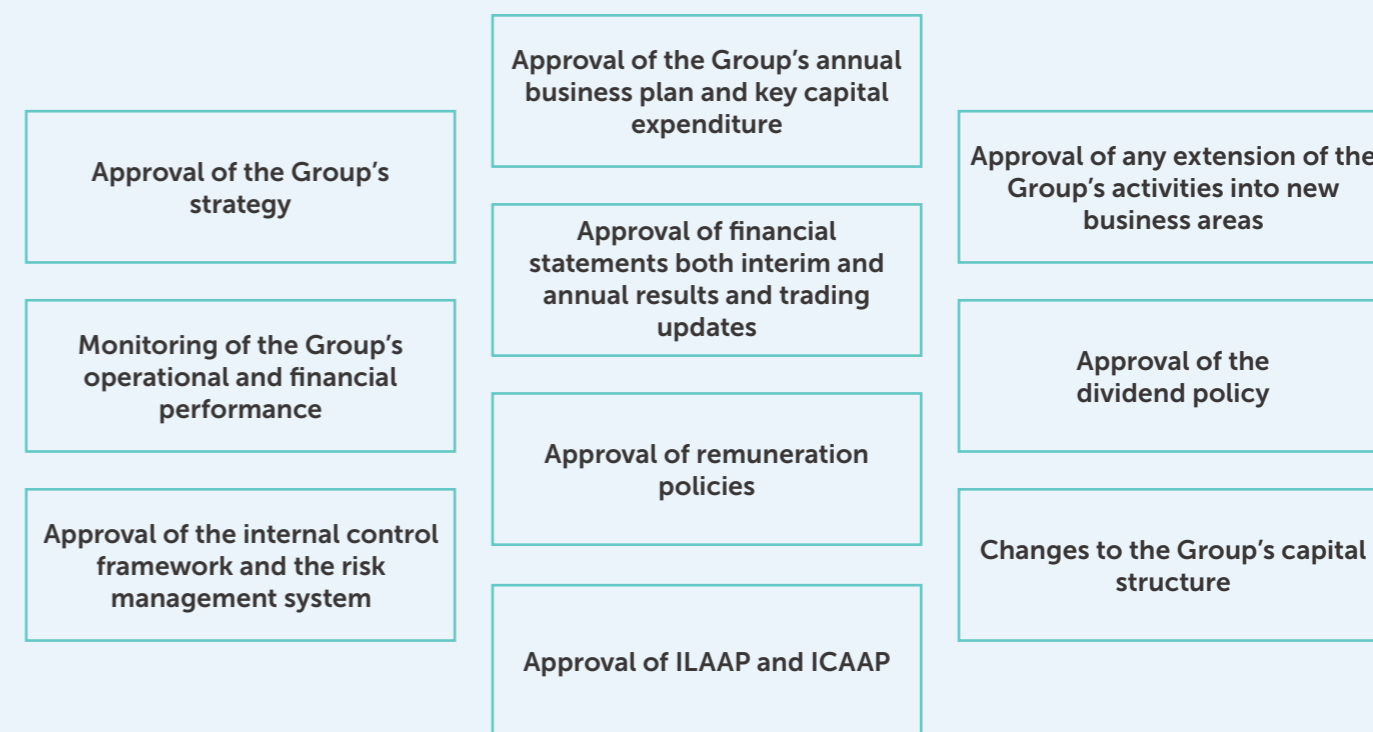 Approval of the Group’s
strategy
Monitoring of the Group’s
operational and financial
performance
Approval of the internal control
framework and the risk
management system
Approval of the Group’s annual
business plan and key capital
expenditure
Approval of financial
statements both interim and
annual results and trading
updates
Approval of remuneration
policies
Approval of ILAAP and ICAAP
Approval of any extension of the
Group’s activities into new
business areas
Approval of the
dividend policy
Changes to the Group’s capital
structure